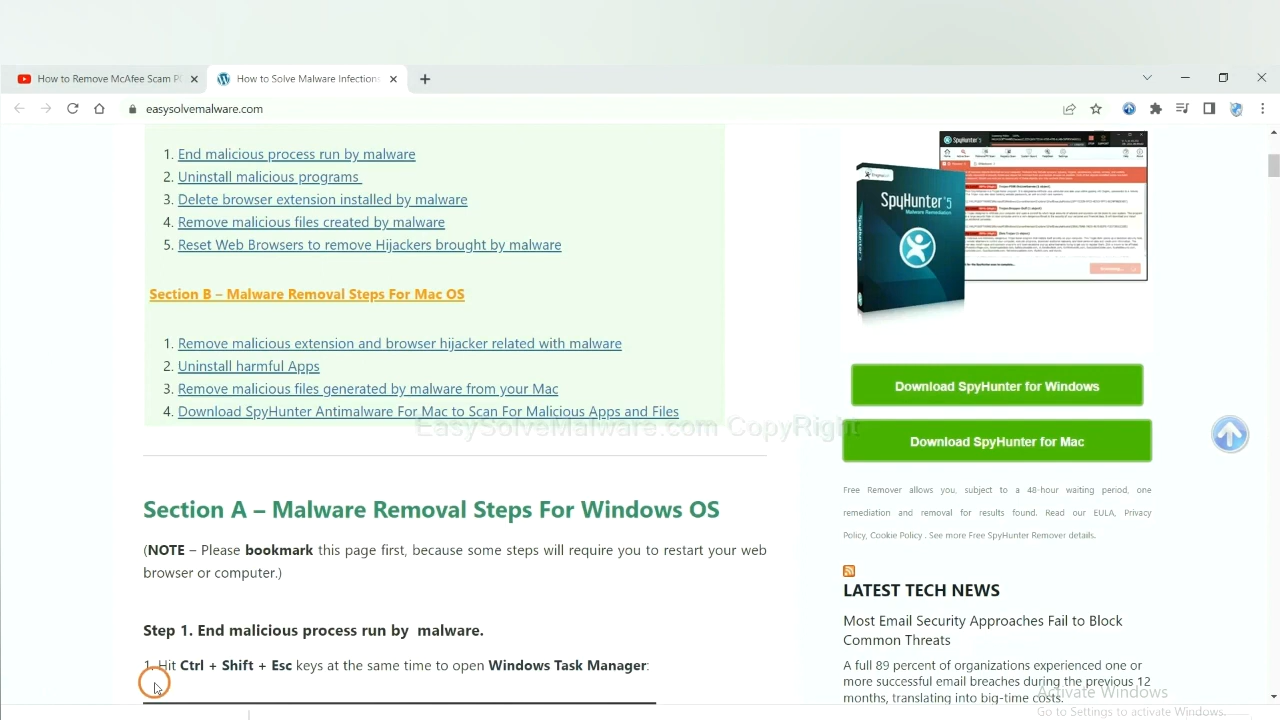 How to Remove McAfee Scam P
How to Solve Malware Infection
easysolvemalware.com
1. End malicious process run by malware
2. Uninstall malicious programs
3. Delete browser installed by malware
4. Remove malicious created by malware
5. Reset Web Browser to remove Hijackers brought by malware
Section B – Malware Removal Steps For Mac OS
1. Remove malicious extension and browser hijacker related with malware
2. Uninstall harmful Apps
3. Remove malicious files generated by malware from your Mac
4. Download SpyHunter Antimalware For Mac to Scan For Malicious Apps and Files
EasySolveMalware.com CopyRight
Section A – Malware Removal Steps For Windows OS
(NOTE – Please bookmark this page first, because some steps will require you to restart your web
browser or computer.)
Step 1. End malicious process run by malware.
1. Hit Ctrl + Shift + Esc keys at the same time to open Windows Task Manager:
SpyHunter
SpyHunter 5
Malware Remediation
Download SpyHunter for Windows
Download SpyHunter for Mac
Free Remover allows you, subject to a 48-hour waiting period, one
remediation and removal for results found. Read our EULA, Privacy
Policy, Cookie Policy . See more Free SpyHunter Remover details.
LATEST TECH NEWS
Most Email Security Approaches Fail to Block
Common Threats
A full 89 percent of organizations experienced one or
more successful email breaches during the previous 12
months, translating into big-time costs.
Activate Windows
Go to Settings to activate Windows.